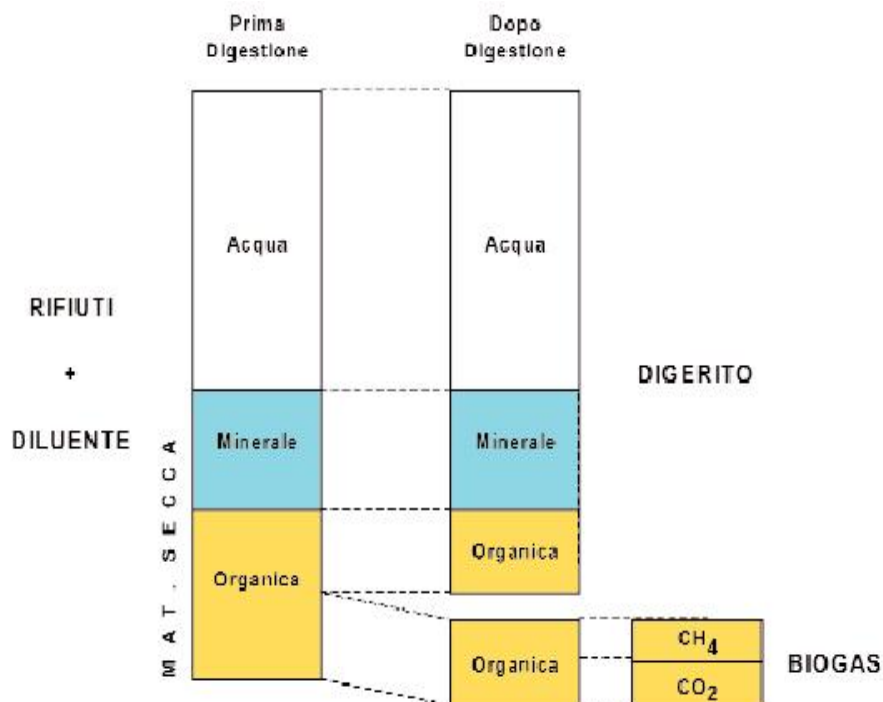 Prima
Digestione
Dopo
Digestione
Acqua
Acqua
RIFIUTI
+
DILUENTE
DIGERITO
MAT. SECCA
Minerale
Minerale
Organica
Organica
Organica
CH4
CO2
BIOGAS